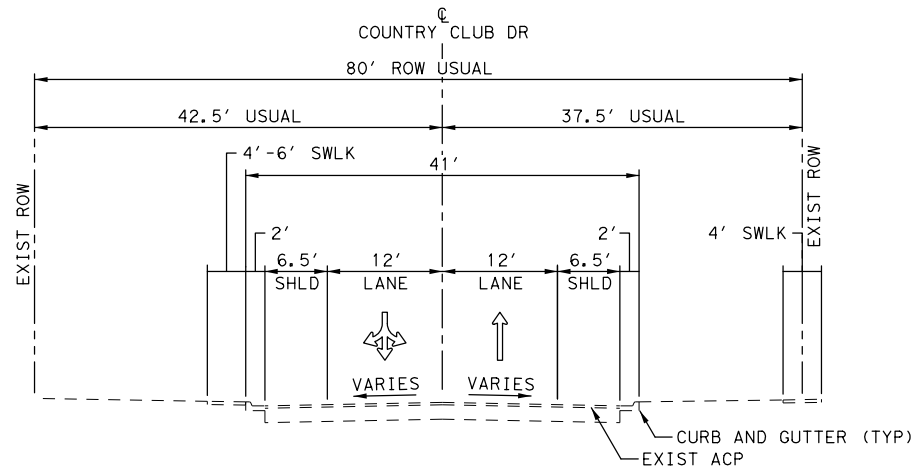 ℄
COUNTRY CLUB DR
80' ROW USUAL
42.5' USUAL
37.5' USUAL
4'-6' SWLK
41'
EXIST ROW
EXIST ROW
2'
2'
4' SWLK
6.5'
12'
12'
6.5'
SHLD
LANE
LANE
SHLD
VARIES
VARIES
CURB AND GUTTER (TYP)
EXIST ACP